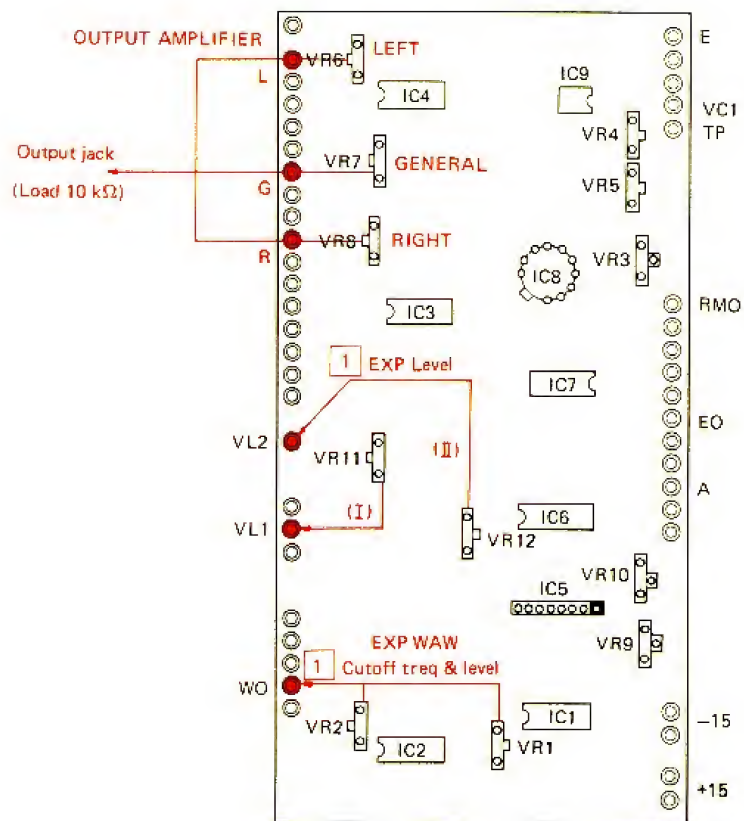 OUTPUT AMPLIFIER
L
VR6
LEFT
IC4
IC9
E
VC1
TP
VR4
Output jack
(Load 10 kΩ)
VR7
GENERAL
G
VR5
VR8
RIGHT
R
IC8
VR3
IC3
RMO
1 EXP Level
IC7
VL2
VR11
(II)
EO
A
(I)
VL1
IC6
VR12
VR10
IC5
EXP WAW
1 Cutoff treq & level
VR9
WO
VR2
IC2
VR1
IC1
-15
+15